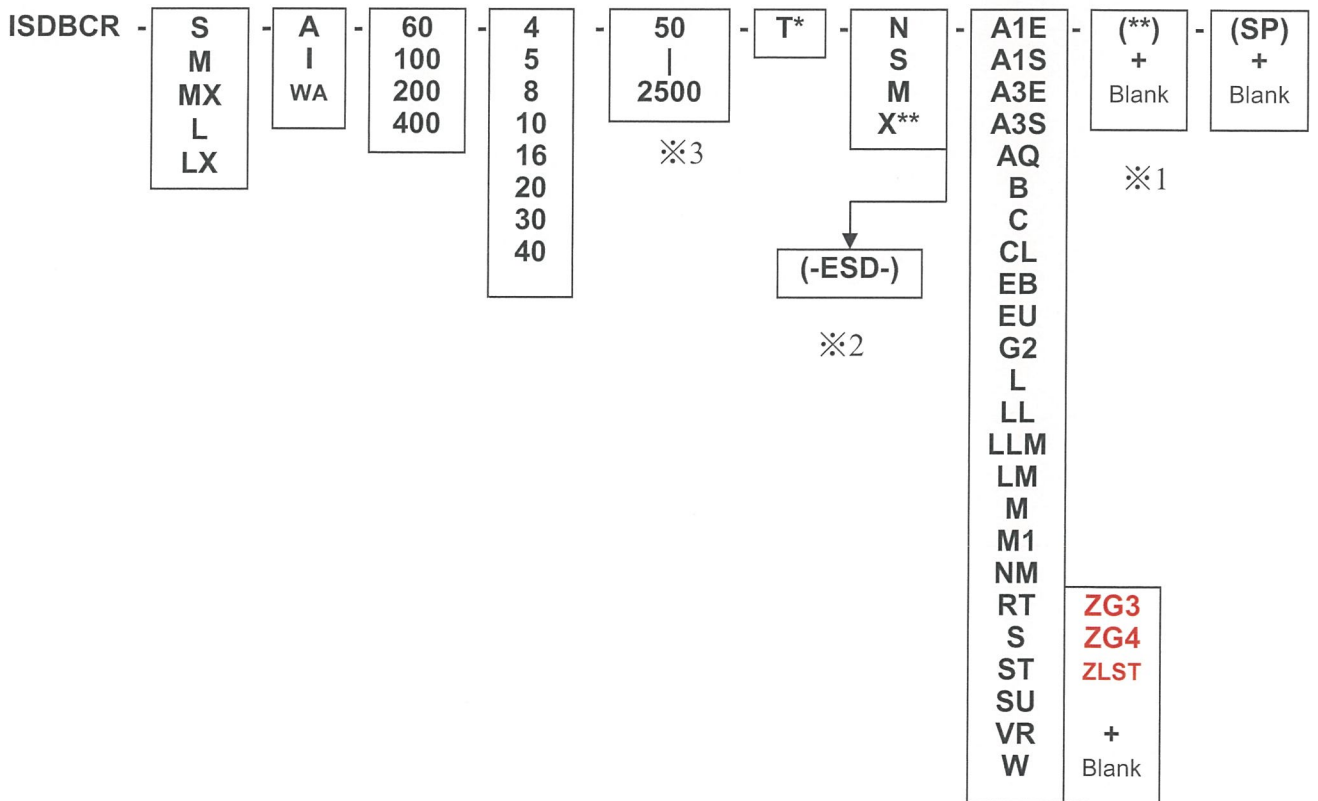 ISDBCR - S - A - 60 - 4 - 50 - T* - N - A1E - (**) - (SP)
M I 100 5 | S A1S + +
MX WA 200 8 2500 M A3E Blank Blank
L 400 10 X** A3S
LX 16 ※3 AQ
20 B ※1
30 C
40 CL
(-ESD-) EB
EU
※2 G2
L
LL
LLM
LM
M
M1
NM
RT ZG3
S ZG4
ST ZLST
SU
VR +
W Blank